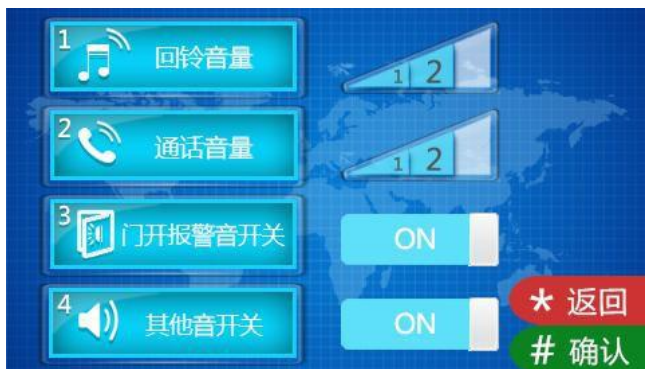 1 回铃音量 1 2
2 通话音量 1 2
3 门开报警音开关 ON
4 其他音开关 ON
* 返回
# 确认